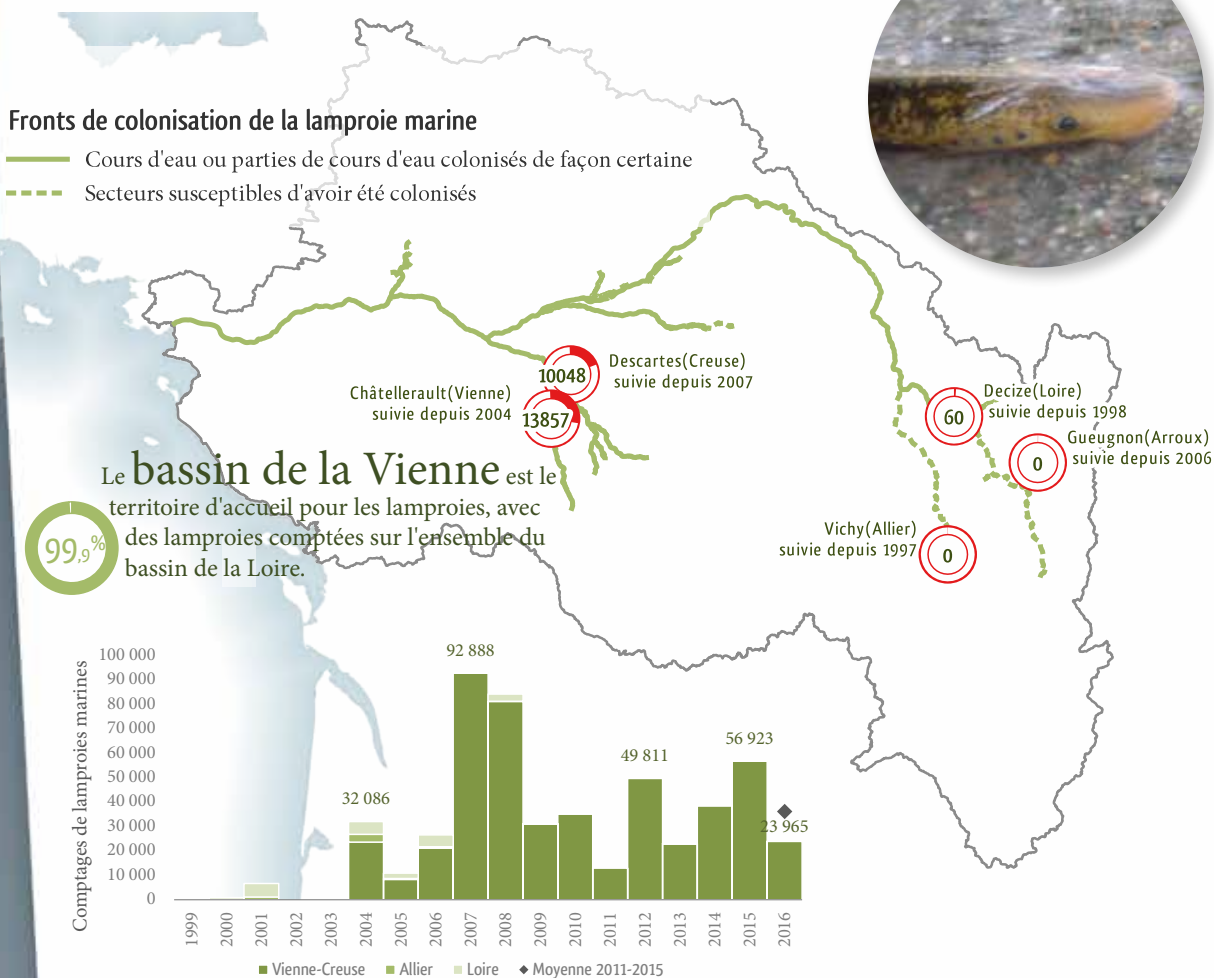 Fronts de colonisation de la lamproie marine
Cours d'eau ou parties de cours d'eau colonisés de façon certaine
Secteurs susceptibles d'avoir été colonisés
Descartes(Creuse)
suivie depuis 2007
10048
Châtellerault(Vienne)
suivie depuis 2004
13857
Decize(Loire)
suivie depuis 1998
60
Gueugnon(Arroux)
suivie depuis 2006
0
Vichy(Allier)
suivie depuis 1997
0
Le bassin de la Vienne est le
territoire d'accueil pour les lamproies, avec
99,9% des lamproies comptées sur l'ensemble du
bassin de la Loire.
Comptages de lamproies marines
100 000
90 000
80 000
70 000
60 000
50 000
40 000
30 000
20 000
10 000
0
32 086
92 888
49 811
56 923
23 965
1999 2000 2001 2002 2003 2004 2005 2006 2007 2008 2009 2010 2011 2012 2013 2014 2015 2016
Vienne-Creuse Allier Loire Moyenne 2011-2015